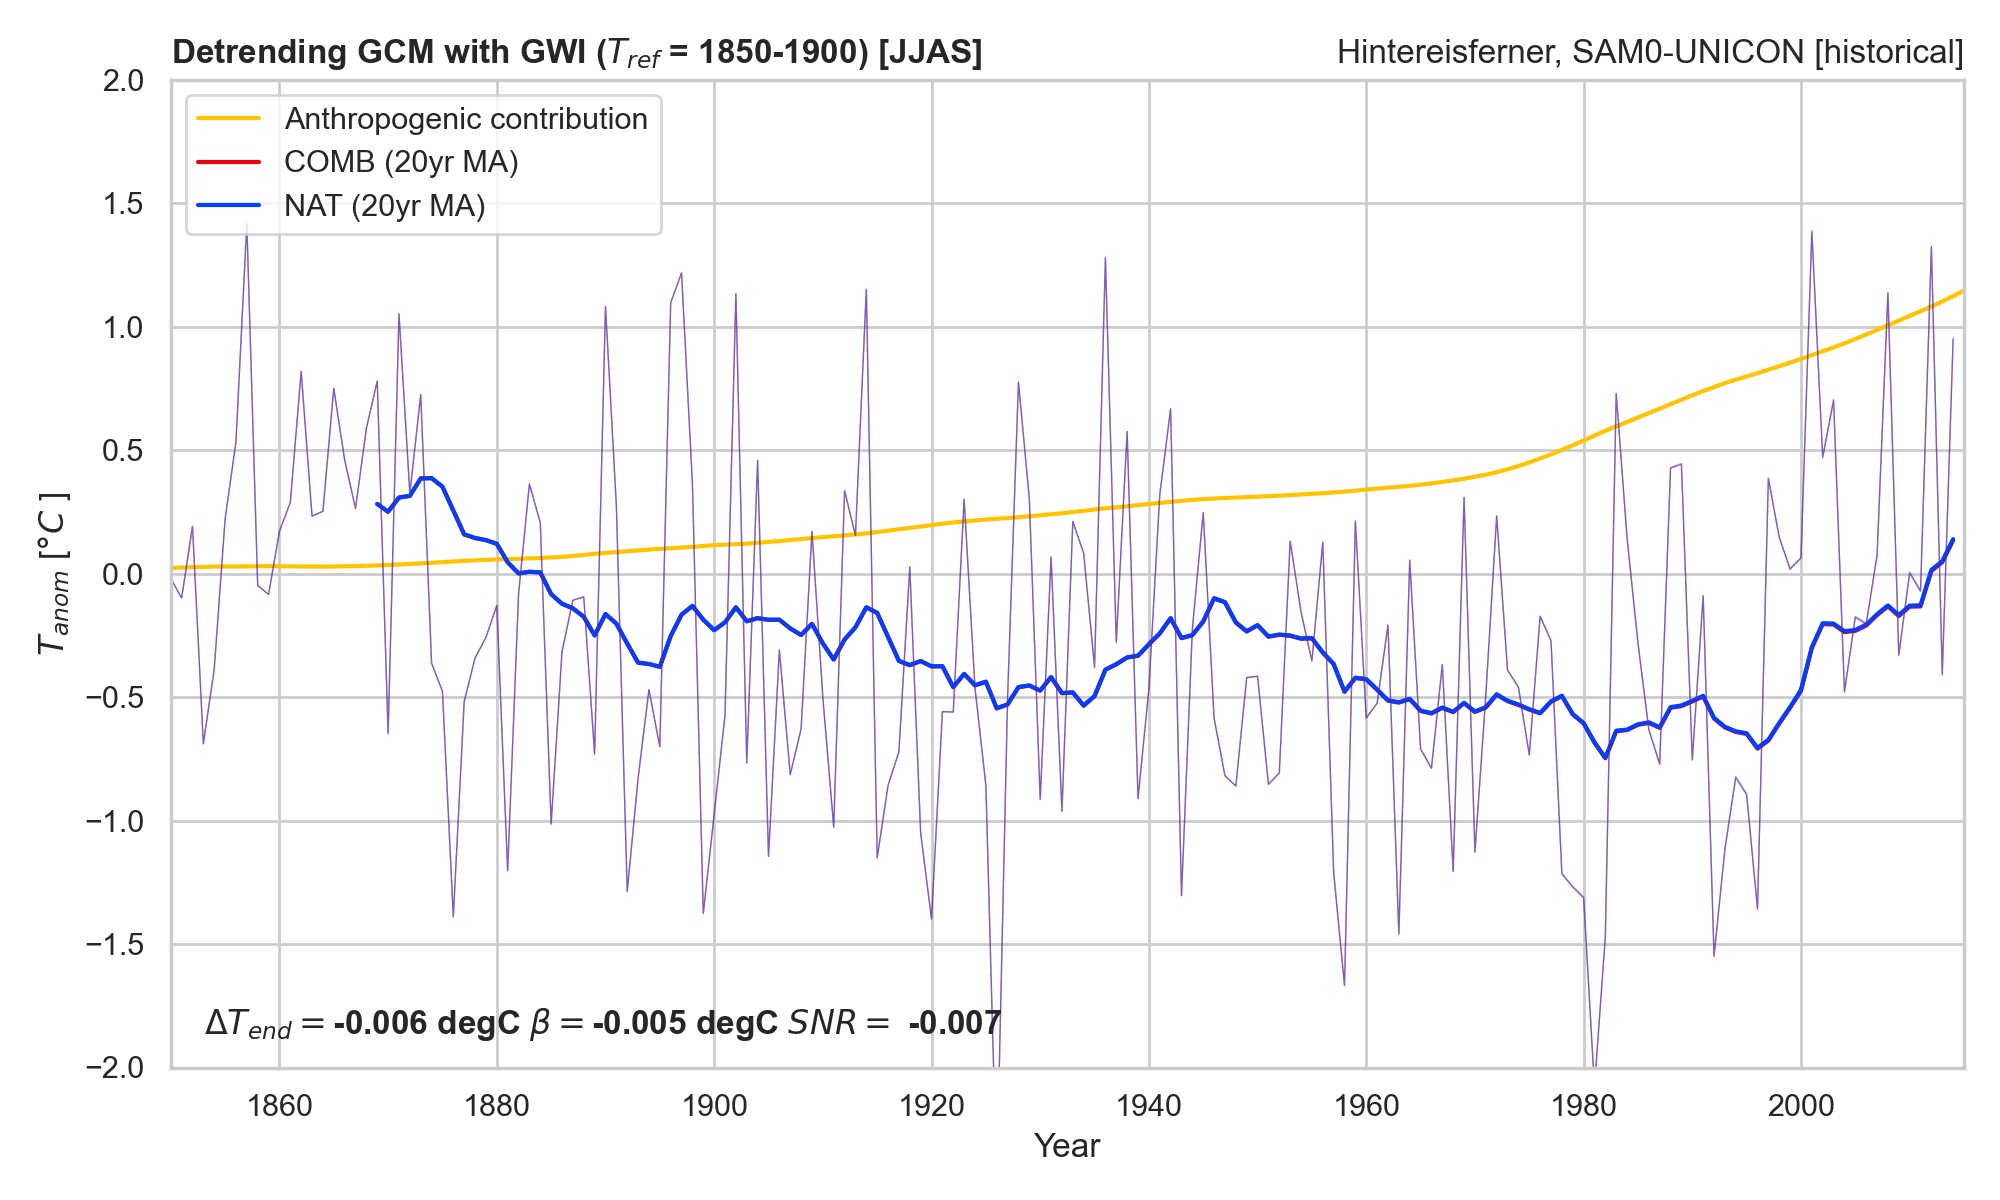 Detrending GCM with GWI (T_ref = 1850-1900) [JJAS]
Hintereisferner, SAM0-UNICON [historical]
Anthropogenic contribution
COMB (20yr MA)
NAT (20yr MA)
2.0
1.5
1.0
0.5
0.0
−0.5
−1.0
−1.5
−2.0
T_anom [°C]
ΔT_end = -0.006 degC β = -0.005 degC SNR = -0.007
1860 1880 1900 1920 1940 1960 1980 2000
Year